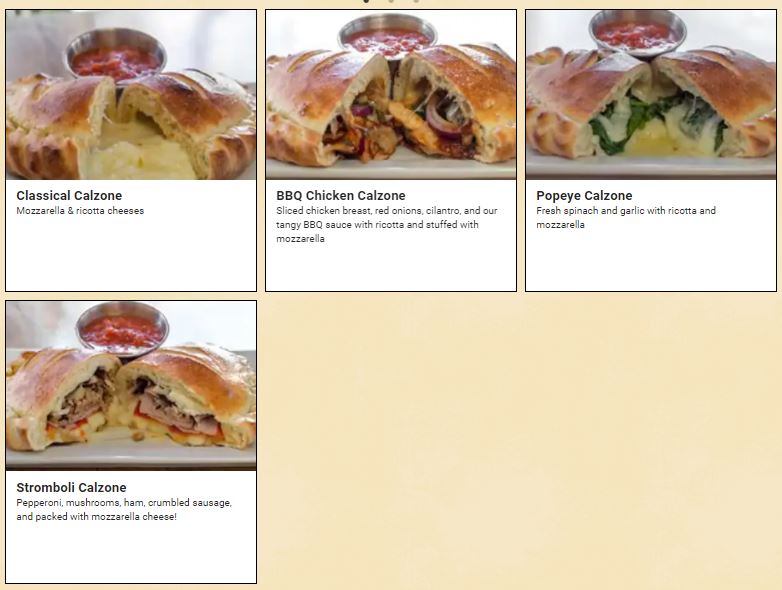 Classical Calzone
Mozzarella & ricotta cheeses
BBQ Chicken Calzone
Sliced chicken breast, red onions, cilantro, and our
tangy BBQ sauce with ricotta and stuffed with
mozzarella
Popeye Calzone
Fresh spinach and garlic with ricotta and
mozzarella
Stromboli Calzone
Pepperoni, mushrooms, ham, crumbled sausage,
and packed with mozzarella cheese!